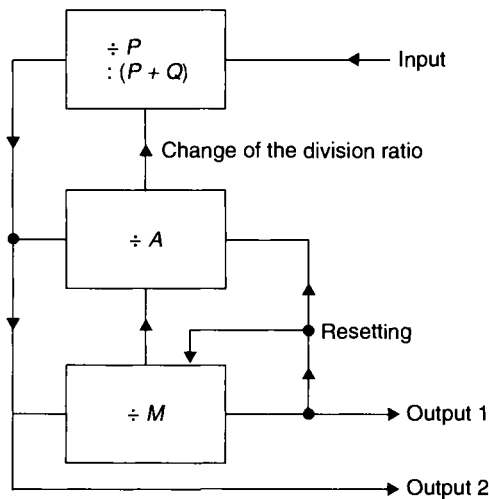 ÷ P
: (P + Q)
Input
Change of the division ratio
÷ A
Resetting
÷ M
Output 1
Output 2